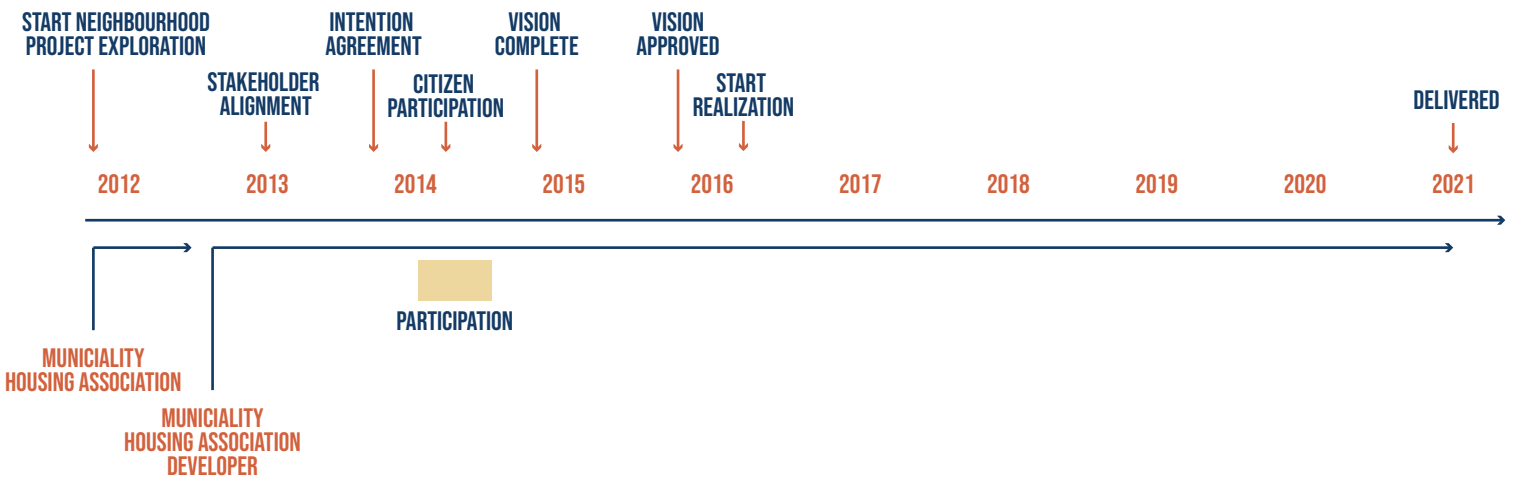 START NEIGHBOURHOOD
PROJECT EXPLORATION
INTENTION
AGREEMENT
VISION
COMPLETE
VISION
APPROVED
STAKEHOLDER
ALIGNMENT
CITIZEN
PARTICIPATION
START
REALIZATION
DELIVERED
2012 2013 2014 2015 2016 2017 2018 2019 2020 2021
PARTICIPATION
MUNICIALITY
HOUSING ASSOCIATION
MUNICIALITY
HOUSING ASSOCIATION
DEVELOPER